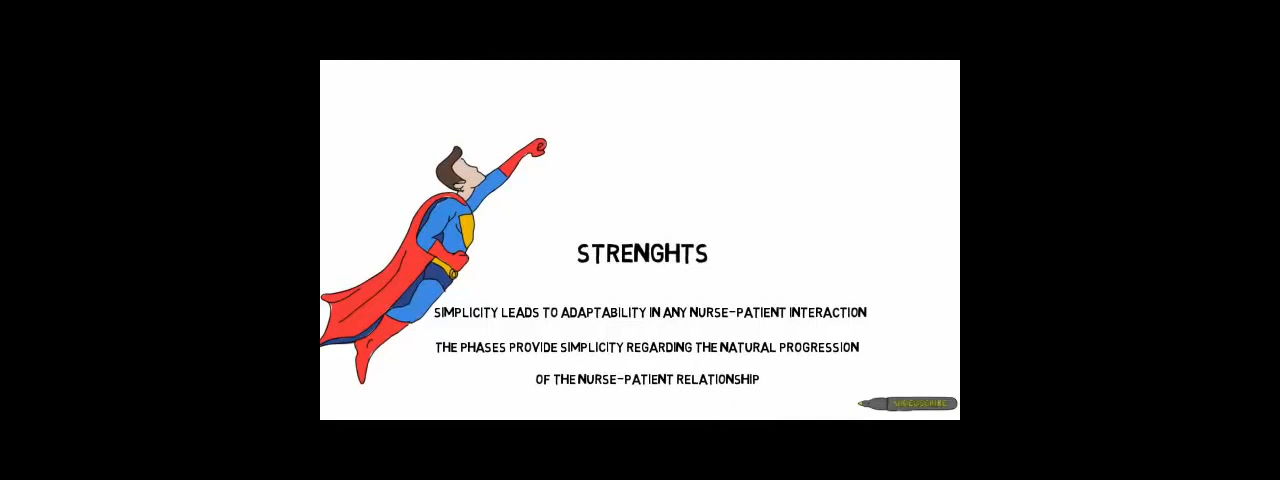 STRENGHTS
SIMPLICITY LEADS TO ADAPTABILITY IN ANY NURSE-PATIENT INTERACTION
THE PHASES PROVIDE SIMPLICITY REGARDING THE NATURAL PROGRESSION
OF THE NURSE-PATIENT RELATIONSHIP
VIDEOSCRIBE